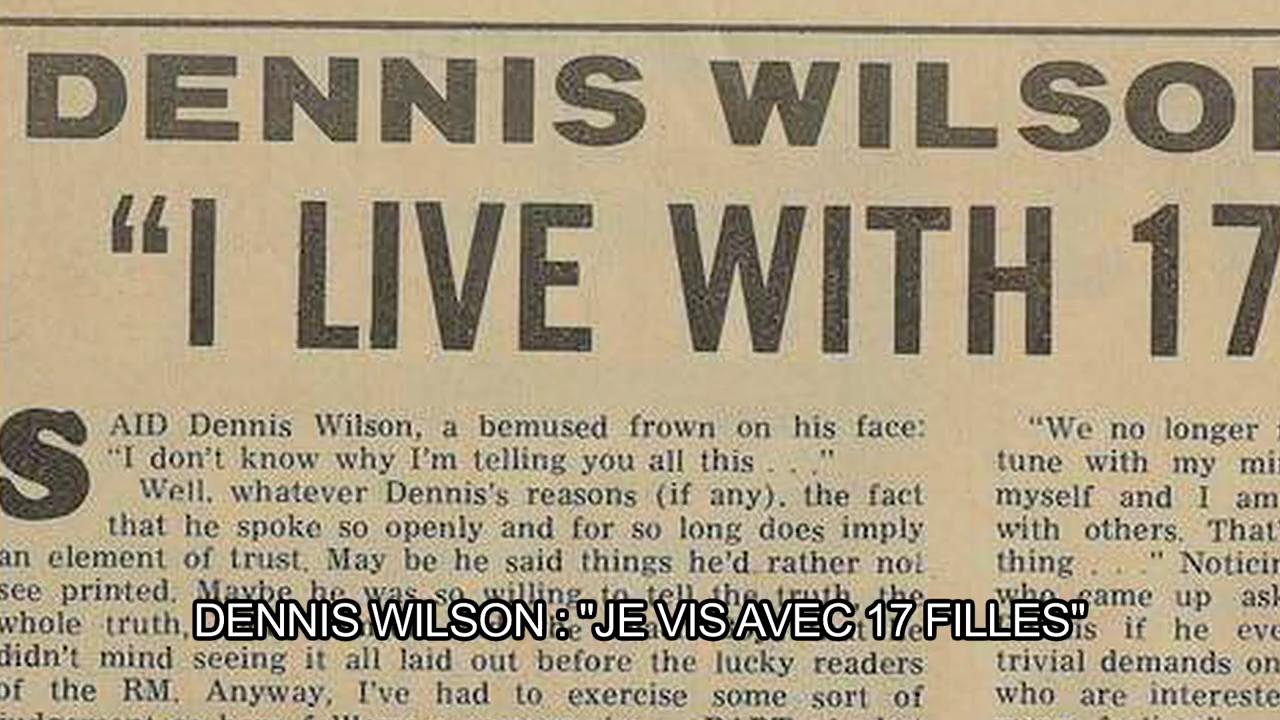 DENNIS WILSON
"I LIVE WITH 17
SAID Dennis Wilson, a bemused frown on his face:
"I don't know why I'm telling you all this . . ."
Well, whatever Dennis's reasons (if any), the fact
that he spoke so openly and for so long does imply
an element of trust. May be he said things he'd rather not
see printed. Maybe he was so willing to tell the truth, the
whole truth,
didn't mind seeing it all laid out before the lucky readers
of the RM. Anyway, I've had to exercise some sort of
"We no longer
tune with my
myself and I am
with others. That
thing . . ." Noticin
who came up ask
if he eve
trivial demands on
who are intereste
DENNIS WILSON : "JE VIS AVEC 17 FILLES"